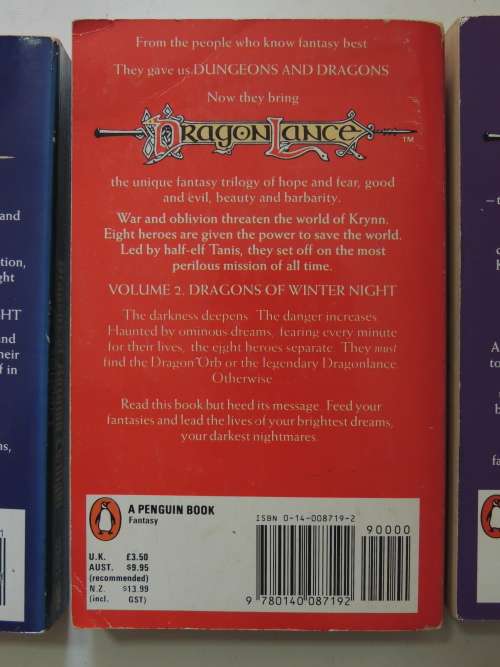 From the people who know fantasy best
They gave us DUNGEONS AND DRAGONS
Now they bring
DRAGONLANCE
TM
the unique fantasy trilogy of hope and fear, good
and evil, beauty and barbarity.
War and oblivion threaten the world of Krynn.
Eight heroes are given the power to save the world.
Led by half-elf Tanis, they set off on the most
perilous mission of all time.
VOLUME 2. DRAGONS OF WINTER NIGHT
The darkness deepens. The danger increases.
Haunted by ominous dreams, fearing every minute
for their lives, the eight heroes separate. They must
find the Dragon Orb or the legendary Dragonlance.
Otherwise
Read this book but heed its message. Feed your
fantasies and lead the lives of your brightest dreams,
your darkest nightmares.
A PENGUIN BOOK
Fantasy
U.K. £3.50
AUST. $9.95
(recommended)
N.Z. $13.99
(incl. GST)
ISBN 0-14-008719-2
90000
9 780140 087192
and
tion,
ght
HT
and
heir
f in
ns,
1